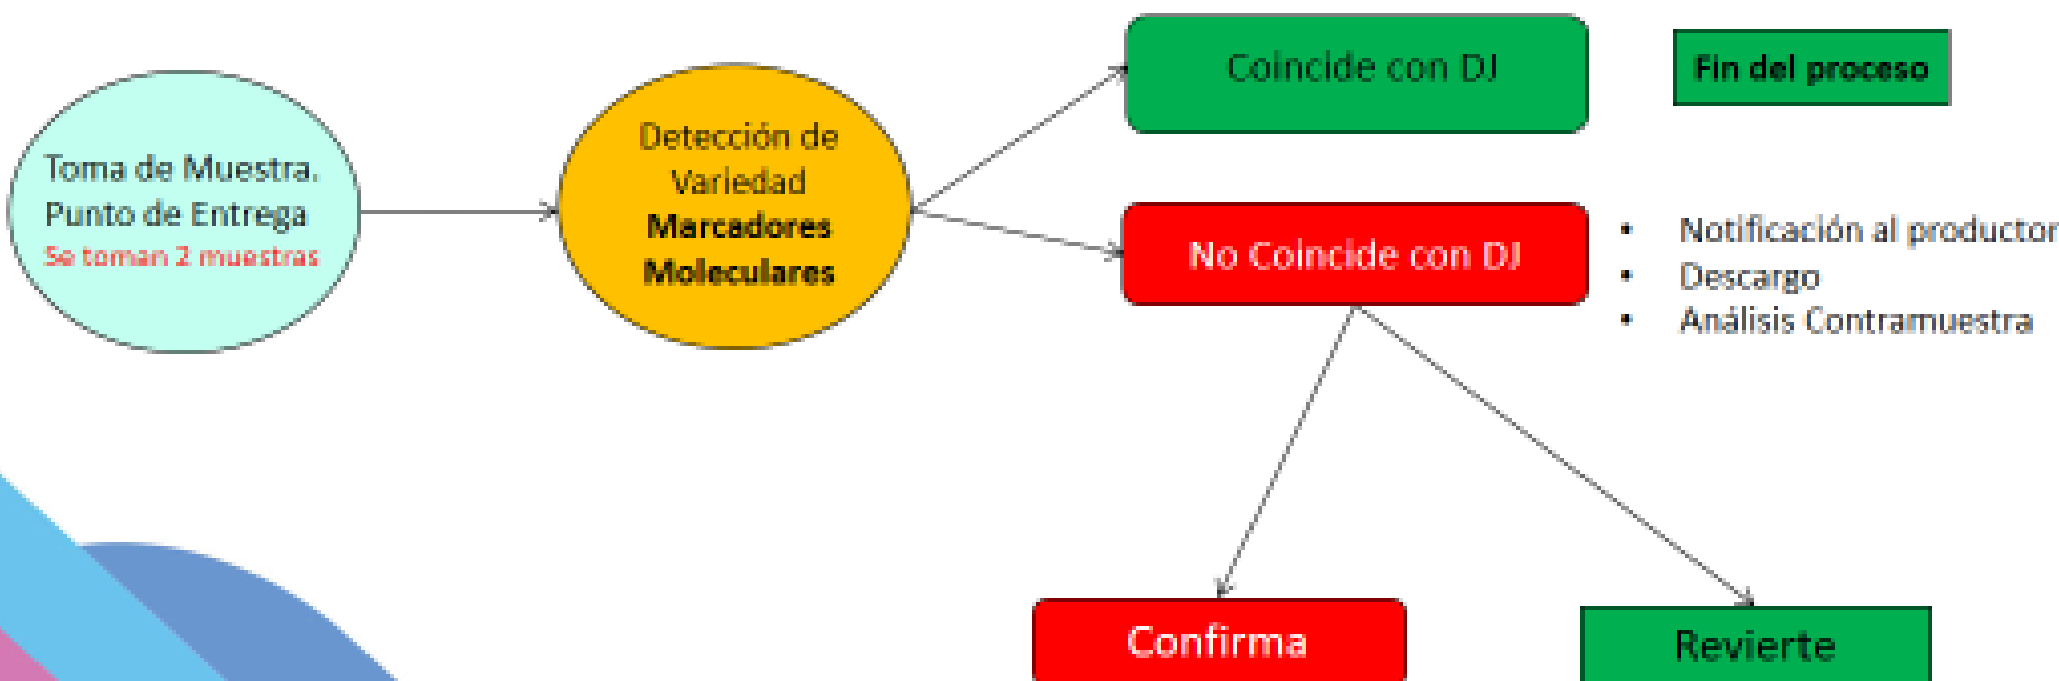 Toma de Muestra.
Punto de Entrega
Se toman 2 muestras
Detección de
Variedad
Marcadores
Moleculares
Coincide con DJ
Fin del proceso
No Coincide con DJ
• Notificación al productor
• Descargo
• Análisis Contramuestra
Confirma
Revierte